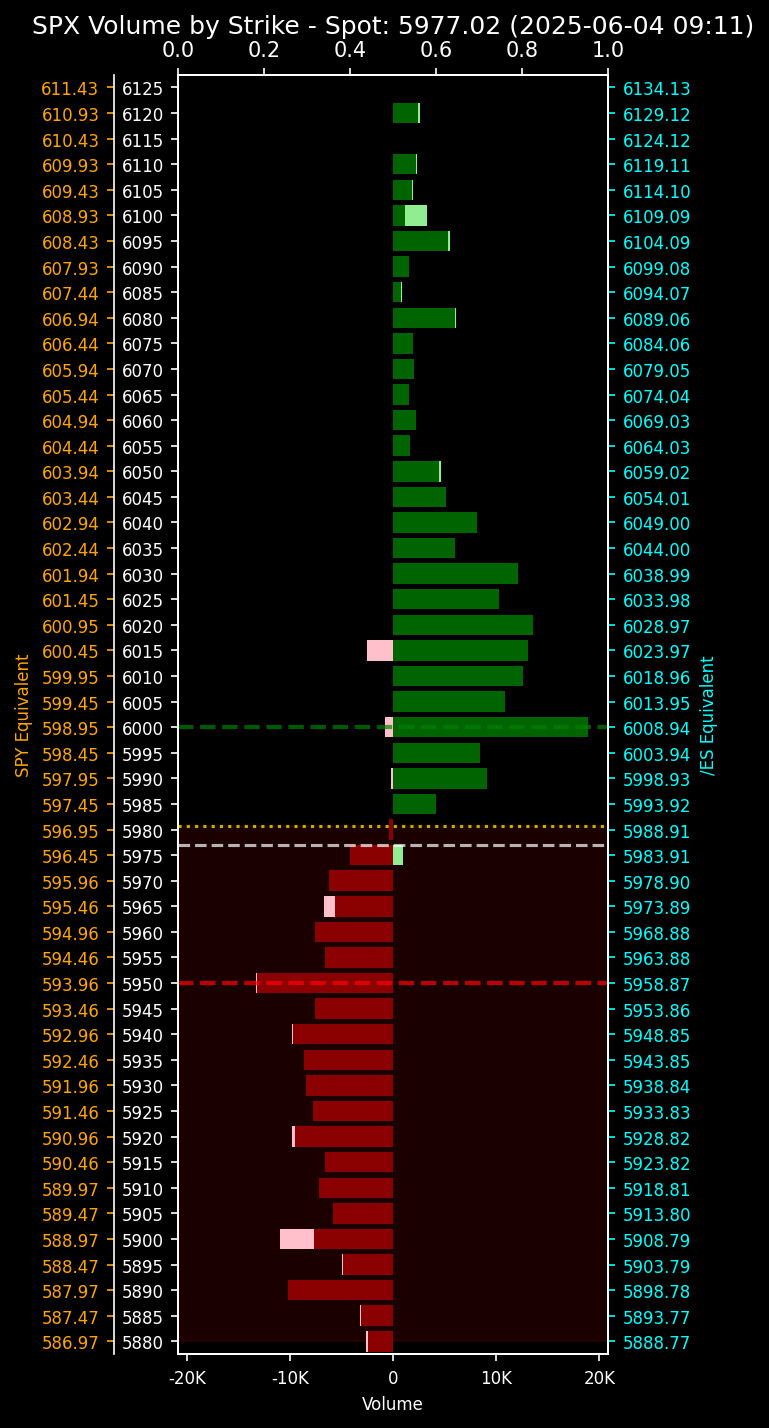 SPX Volume by Strike - Spot: 5977.02 (2025-06-04 09:11)
0.0 0.2 0.4 0.6 0.8 1.0
611.43 6125 6134.13
610.93 6120 6129.12
610.43 6115 6124.12
609.93 6110 6119.11
609.43 6105 6114.10
608.93 6100 6109.09
608.43 6095 6104.09
607.93 6090 6099.08
607.44 6085 6094.07
606.94 6080 6089.06
606.44 6075 6084.06
605.94 6070 6079.05
605.44 6065 6074.04
604.94 6060 6069.03
604.44 6055 6064.03
603.94 6050 6059.02
603.44 6045 6054.01
602.94 6040 6049.00
602.44 6035 6044.00
601.94 6030 6038.99
601.45 6025 6033.98
600.95 6020 6028.97
600.45 6015 6023.97
599.95 6010 6018.96
599.45 6005 6013.95
598.95 6000 6008.94
598.45 5995 6003.94
597.95 5990 5998.93
597.45 5985 5993.92
596.95 5980 5988.91
596.45 5975 5983.91
595.96 5970 5978.90
595.46 5965 5973.89
594.96 5960 5968.88
594.46 5955 5963.88
593.96 5950 5958.87
593.46 5945 5953.86
592.96 5940 5948.85
592.46 5935 5943.85
591.96 5930 5938.84
591.46 5925 5933.83
590.96 5920 5928.82
590.46 5915 5923.82
589.97 5910 5918.81
589.47 5905 5913.80
588.97 5900 5908.79
588.47 5895 5903.79
587.97 5890 5898.78
587.47 5885 5893.77
586.97 5880 5888.77
SPY Equivalent
/ES Equivalent
-20K -10K 0 10K 20K
Volume